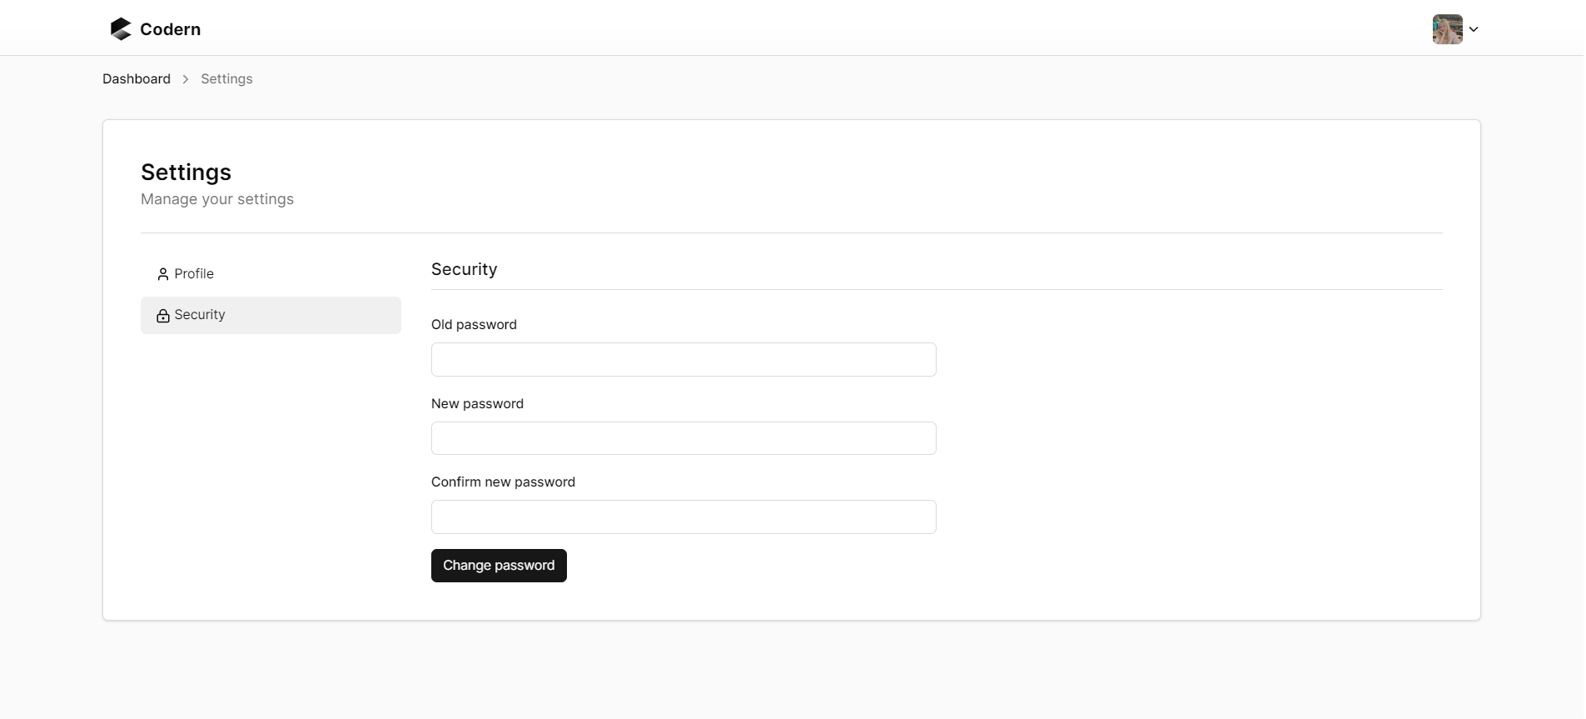 Codern
Dashboard > Settings
Settings
Manage your settings
Profile
Security
Security
Old password
New password
Confirm new password
Change password